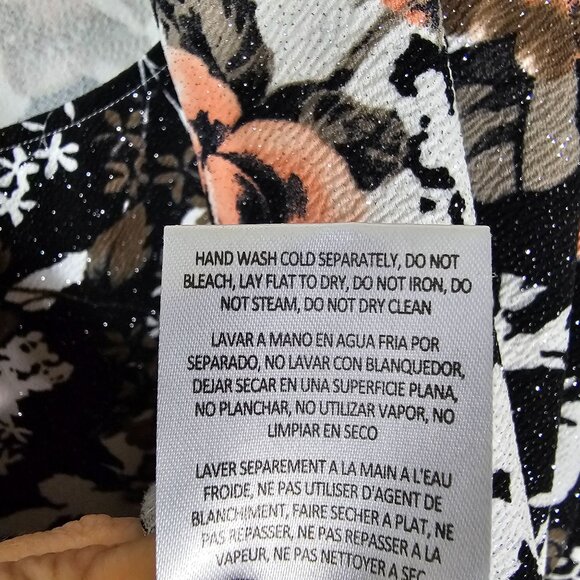 HAND WASH COLD SEPARATELY, DO NOT
BLEACH, LAY FLAT TO DRY, DO NOT IRON, DO
NOT STEAM, DO NOT DRY CLEAN
LAVAR A MANO EN AGUA FRIA POR
SEPARADO, NO LAVAR CON BLANQUEDOR,
DEJAR SECAR EN UNA SUPERFICIE PLANA,
NO PLANCHAR, NO UTILIZAR VAPOR, NO
LIMPIAR EN SECO
LAVER SEPAREMENT A LA MAIN A L'EAU
FROIDE, NE PAS UTILISER D'AGENT DE
BLANCHIMENT, FAIRE SECHER A PLAT, NE
PAS REPASSER, NE PAS REPASSER A LA
VAPEUR, NE PAS NETTOYER A SEC